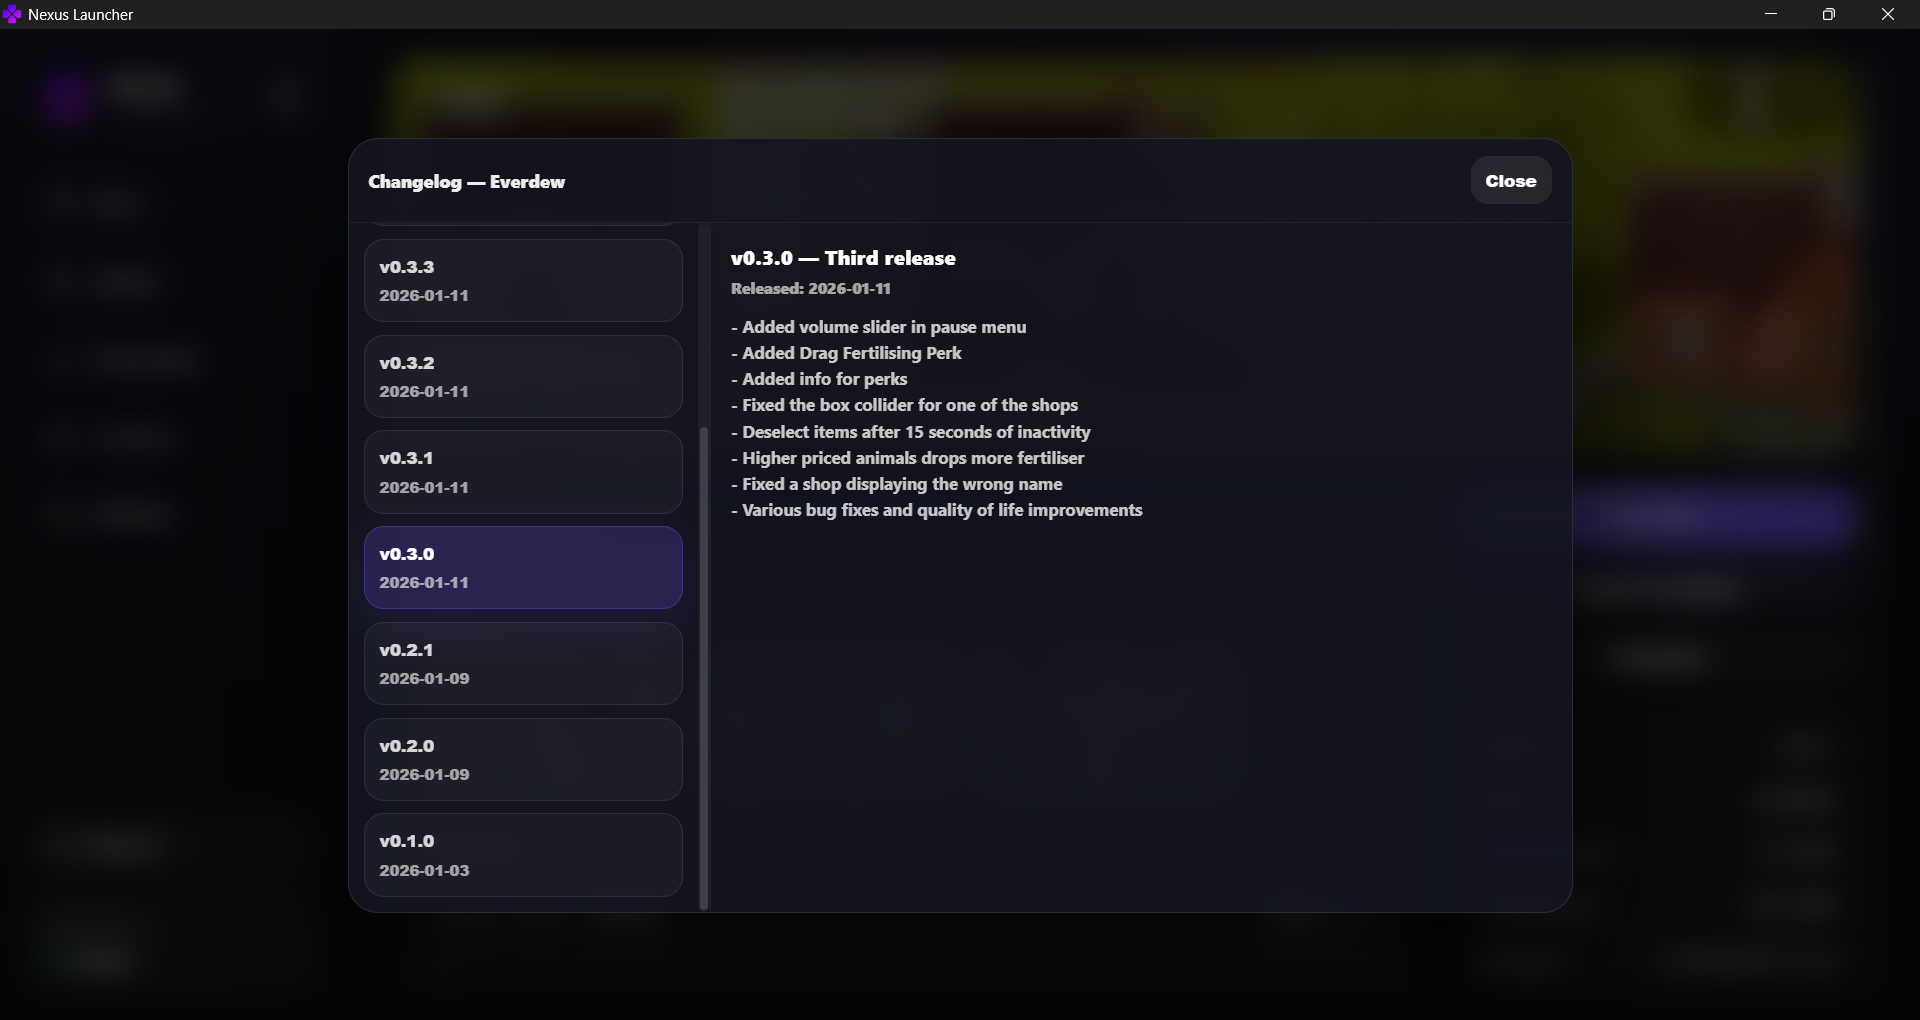 Nexus Launcher
Changelog — Everdew
Close
v0.3.3
2026-01-11
v0.3.2
2026-01-11
v0.3.1
2026-01-11
v0.3.0
2026-01-11
v0.2.1
2026-01-09
v0.2.0
2026-01-09
v0.1.0
2026-01-03
v0.3.0 — Third release
Released: 2026-01-11
- Added volume slider in pause menu
- Added Drag Fertilising Perk
- Added info for perks
- Fixed the box collider for one of the shops
- Deselect items after 15 seconds of inactivity
- Higher priced animals drops more fertiliser
- Fixed a shop displaying the wrong name
- Various bug fixes and quality of life improvements